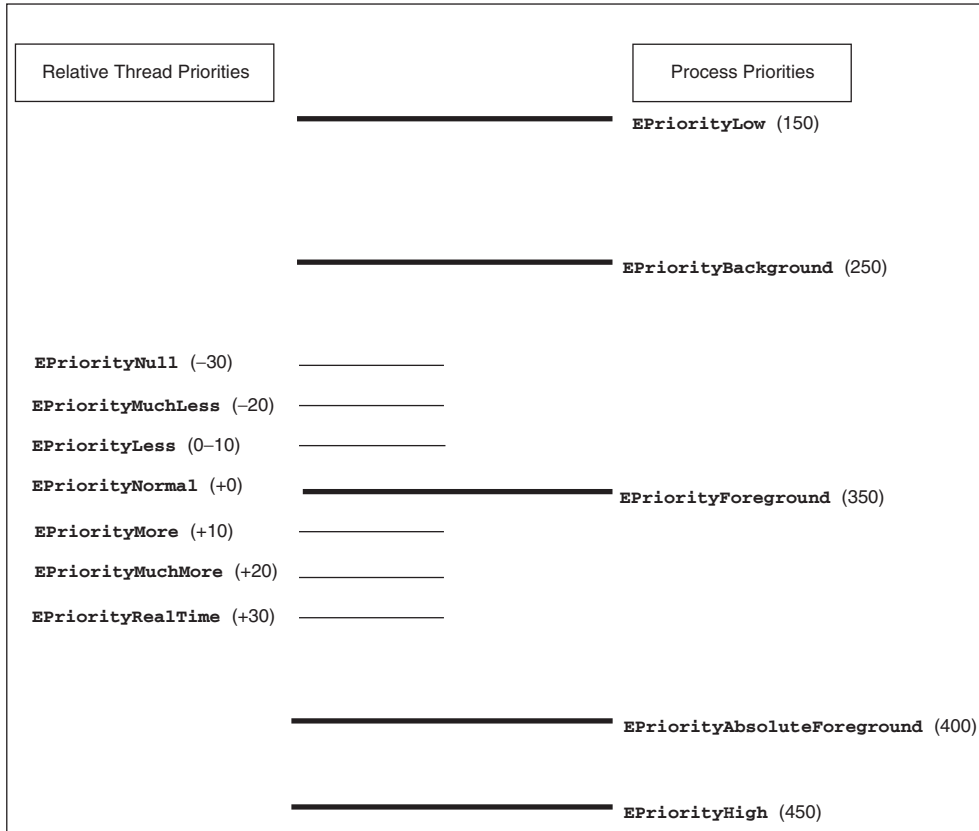 Relative Thread Priorities
Process Priorities
EPriorityLow (150)
EPriorityBackground (250)
EPriorityNull (–30)
EPriorityMuchLess (–20)
EPriorityLess (0–10)
EPriorityNormal (+0)
EPriorityForeground (350)
EPriorityMore (+10)
EPriorityMuchMore (+20)
EPriorityRealTime (+30)
EPriorityAbsoluteForeground (400)
EPriorityHigh (450)